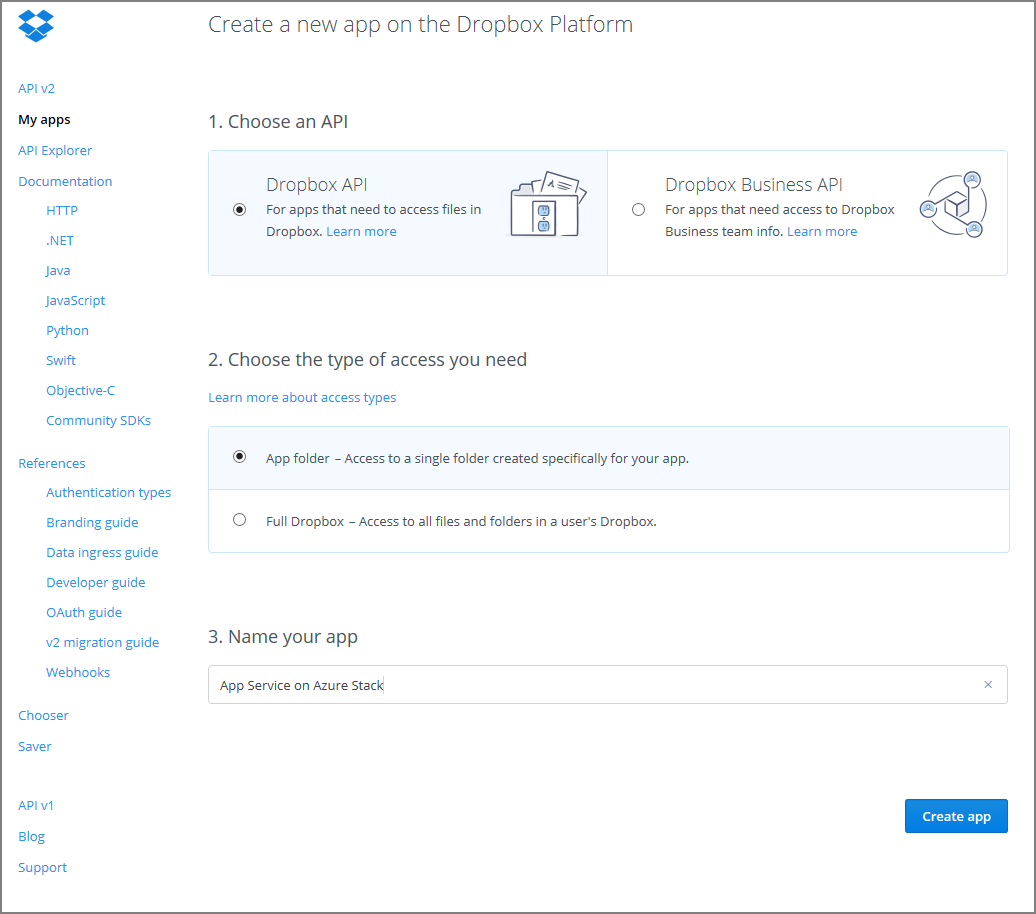 Create a new app on the Dropbox Platform
API v2
My apps
API Explorer
Documentation
HTTP
.NET
Java
JavaScript
Python
Swift
Objective-C
Community SDKs
References
Authentication types
Branding guide
Data ingress guide
Developer guide
OAuth guide
v2 migration guide
Webhooks
Chooser
Saver
API v1
Blog
Support
1. Choose an API
Dropbox API
For apps that need to access files in
Dropbox. Learn more
Dropbox Business API
For apps that need access to Dropbox
Business team info. Learn more
2. Choose the type of access you need
Learn more about access types
App folder – Access to a single folder created specifically for your app.
Full Dropbox – Access to all files and folders in a user's Dropbox.
3. Name your app
App Service on Azure Stack
Create app